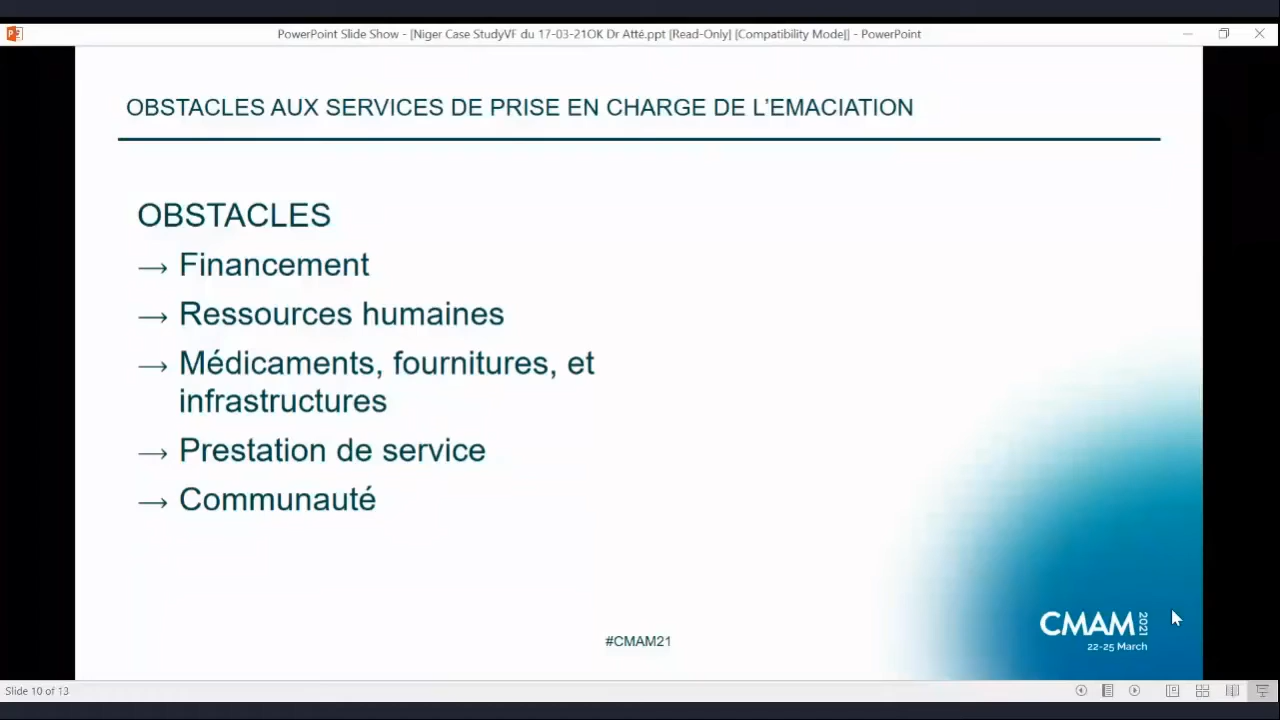 PowerPoint Slide Show - [Niger Case StudyVF du 17-03-21OK Dr Atté.ppt [Read-Only] [Compatibility Mode]] - PowerPoint
OBSTACLES AUX SERVICES DE PRISE EN CHARGE DE L’EMACIATION
OBSTACLES
→ Financement
→ Ressources humaines
→ Médicaments, fournitures, et
infrastructures
→ Prestation de service
→ Communauté
#CMAM21
CMAM 2021
22-25 March
Slide 10 of 13